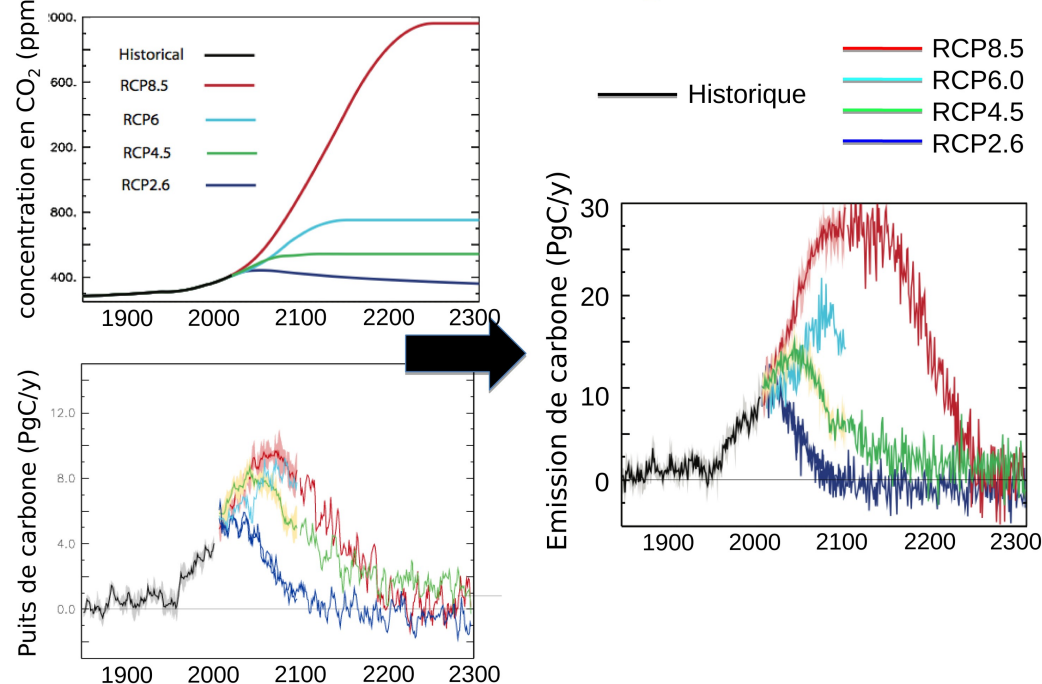 concentration en CO2 (ppm)
2000.
600.
200.
800.
400.
Historical
RCP8.5
RCP6
RCP4.5
RCP2.6
1900 2000 2100 2200 2300
Puits de carbone (PgC/y)
12.0
8.0
4.0
0.0
1900 2000 2100 2200 2300
Historique
RCP8.5
RCP6.0
RCP4.5
RCP2.6
Emission de carbone (PgC/y)
30
20
10
0
1900 2000 2100 2200 2300